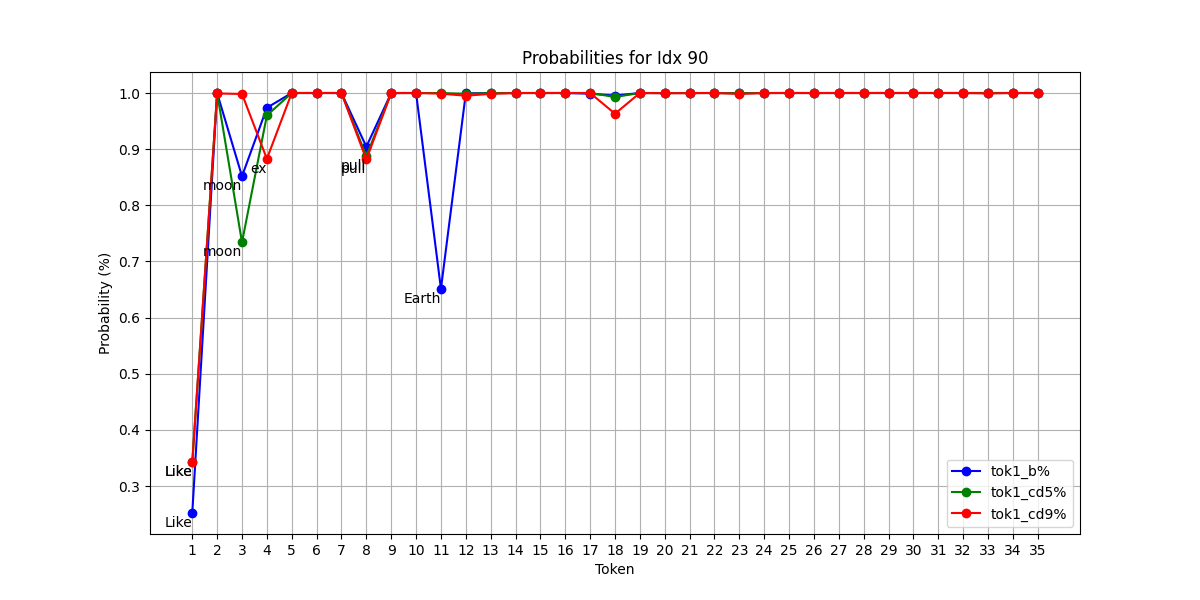 Probabilities for Idx 90
Probability (%)
1.0
0.9
0.8
0.7
0.6
0.5
0.4
0.3
ex
pull
pull
moon
moon
Earth
Like
Like
tok1_b%
tok1_cd5%
tok1_cd9%
1 2 3 4 5 6 7 8 9 10 11 12 13 14 15 16 17 18 19 20 21 22 23 24 25 26 27 28 29 30 31 32 33 34 35
Token